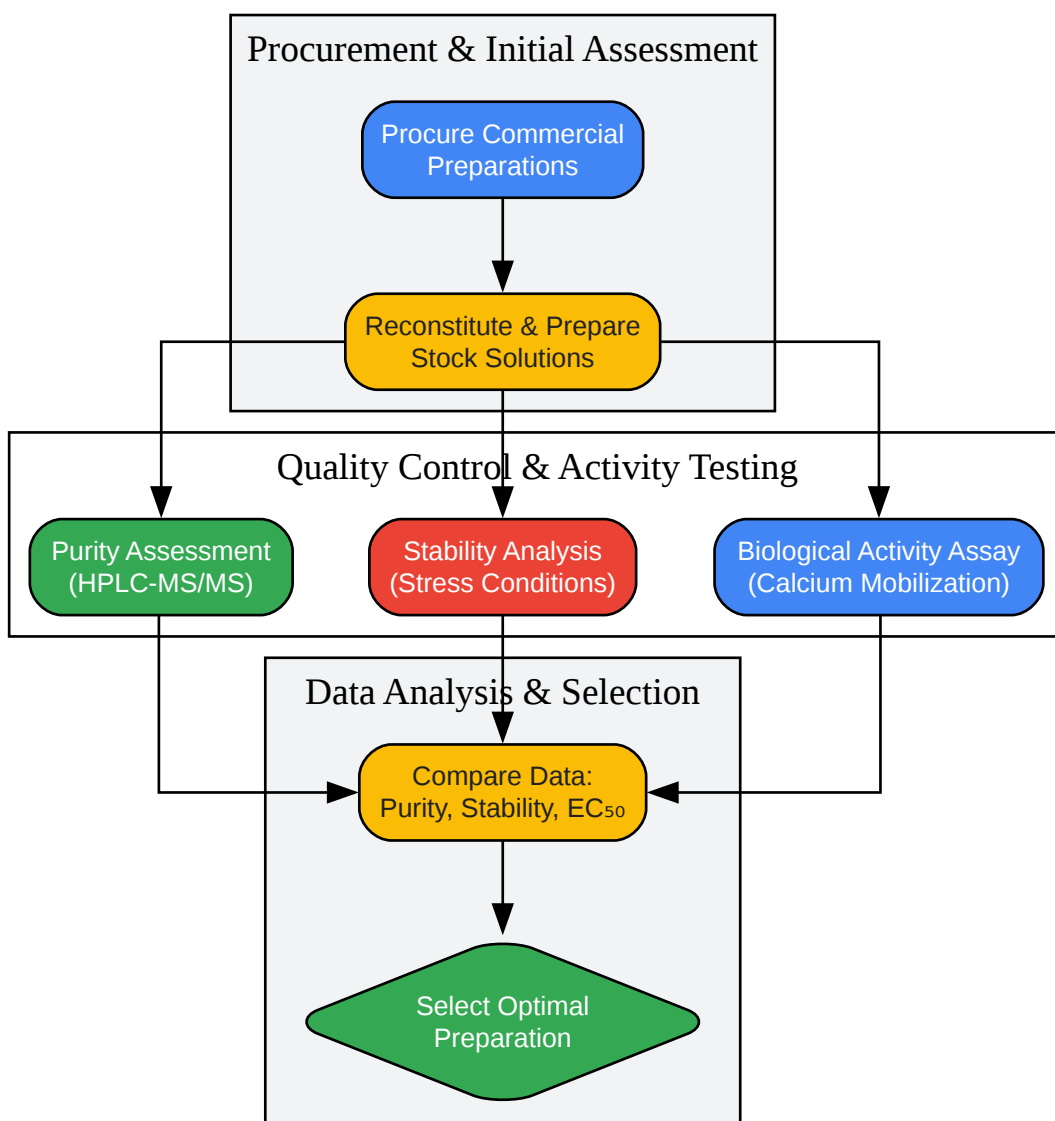 Procurement & Initial Assessment
Procure Commercial
Preparations
Reconstitute & Prepare
Stock Solutions
Quality Control & Activity Testing
Purity Assessment
(HPLC-MS/MS)
Stability Analysis
(Stress Conditions)
Biological Activity Assay
(Calcium Mobilization)
Data Analysis & Selection
Compare Data:
Purity, Stability, EC₅₀
Select Optimal
Preparation